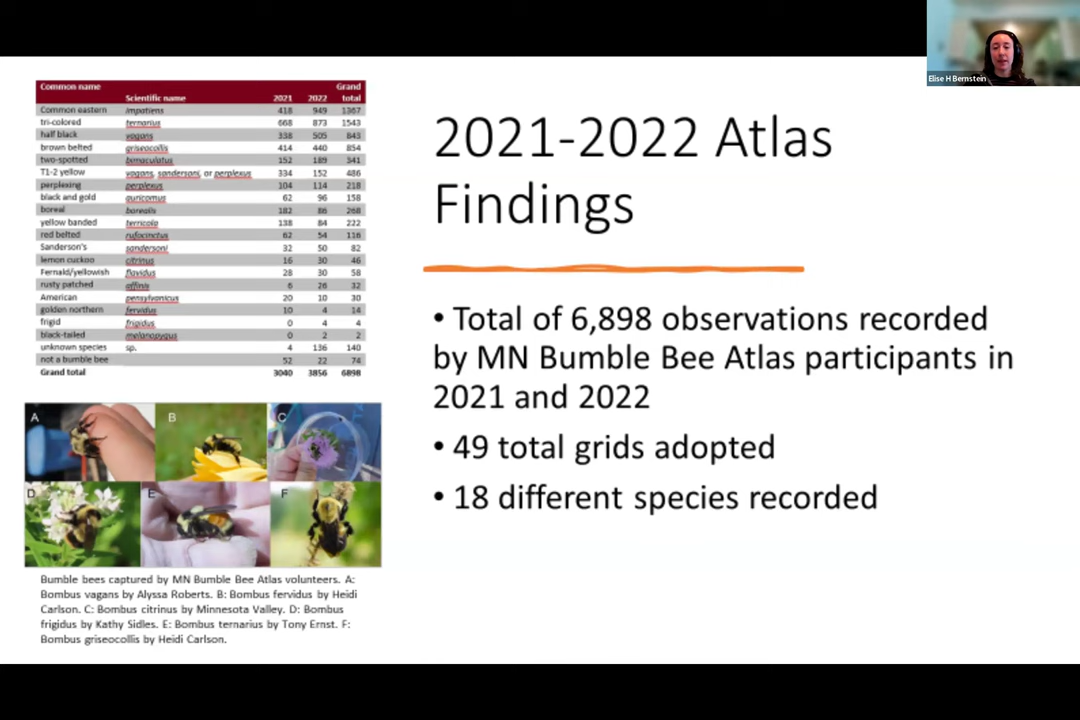 Elise H Bernstein
Common name Scientific name 2021 2022 Grand total
Common eastern impatiens 418 949 1367
tri-colored ternarius 668 873 1543
half black vagans 338 505 843
brown belted griseocollis 414 440 854
two-spotted bimaculatus 152 189 341
T1-2 yellow vagans, sandersoni, or perplexus 334 152 486
perplexing perplexus 104 114 218
black and gold auricomus 62 96 158
boreal borealis 182 86 268
yellow banded terricola 138 84 222
red belted rufocinctus 62 54 116
Sanderson's sandersoni 32 50 82
lemon cuckoo citrinus 16 30 46
Fernald/yellowish flavidus 28 30 58
rusty patched affinis 6 26 32
American pensylvanicus 20 10 30
golden northern fervidus 10 4 14
frigid frigidus 0 4 4
black-tailed melanopygus 0 2 2
unknown species sp. 4 136 140
not a bumble bee 52 22 74
Grand total 3040 3856 6898
A B C
D E F
Bumble bees captured by MN Bumble Bee Atlas volunteers. A:
Bombus vagans by Alyssa Roberts. B: Bombus fervidus by Heidi
Carlson. C: Bombus citrinus by Minnesota Valley. D: Bombus
frigidus by Kathy Sidles. E: Bombus ternarius by Tony Ernst. F:
Bombus griseocollis by Heidi Carlson.
2021-2022 Atlas
Findings
• Total of 6,898 observations recorded
by MN Bumble Bee Atlas participants in
2021 and 2022
• 49 total grids adopted
• 18 different species recorded